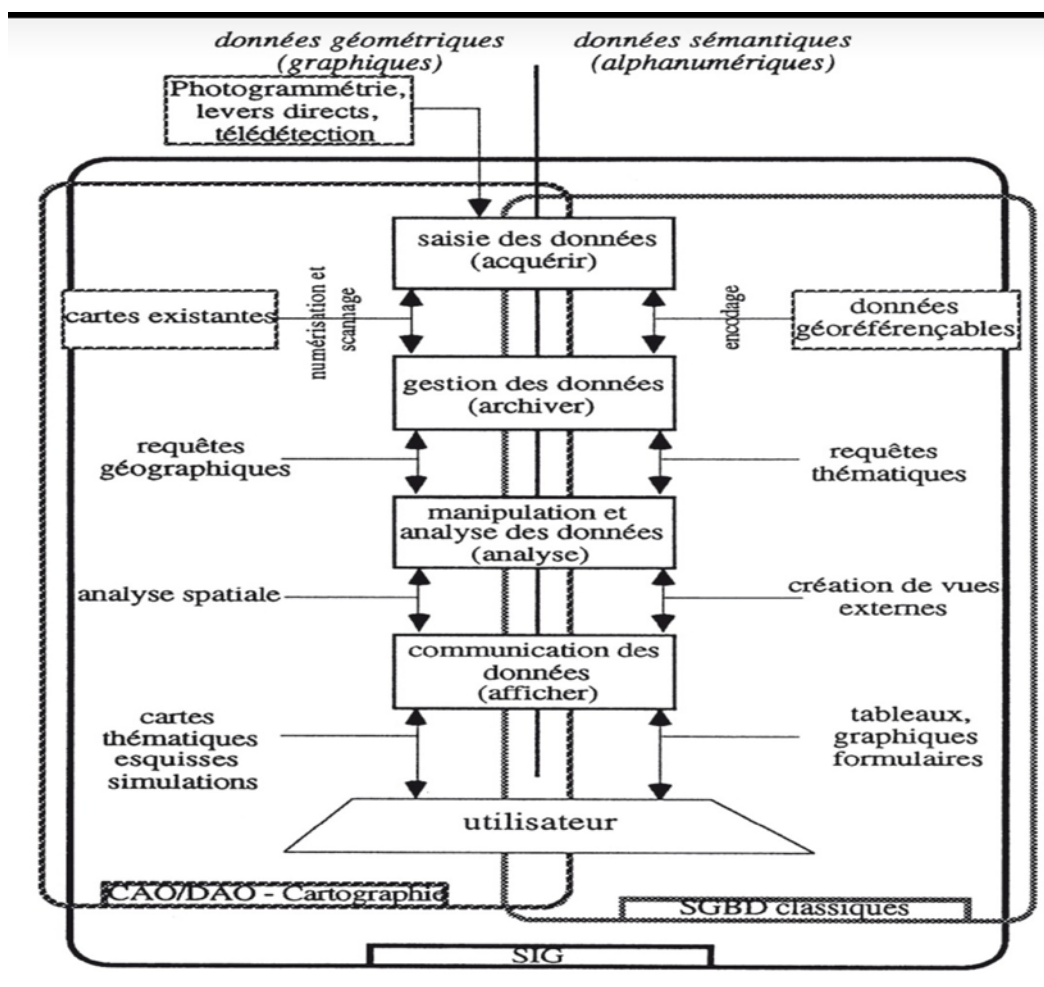 données géométriques
(graphiques)
données sémantiques
(alphanumériques)
Photogrammétrie,
levers directs,
télédétection
saisie des données
(acquérir)
cartes existantes
numérisation et
scannage
encodage
données
géoréférençables
gestion des données
(archiver)
requêtes
géographiques
requêtes
thématiques
manipulation et
analyse des données
(analyse)
analyse spatiale
création de vues
externes
communication des
données
(afficher)
cartes
thématiques
esquisses
simulations
tableaux,
graphiques
formulaires
utilisateur
CAO/DAO - Cartographie
SGBD classiques
SIG